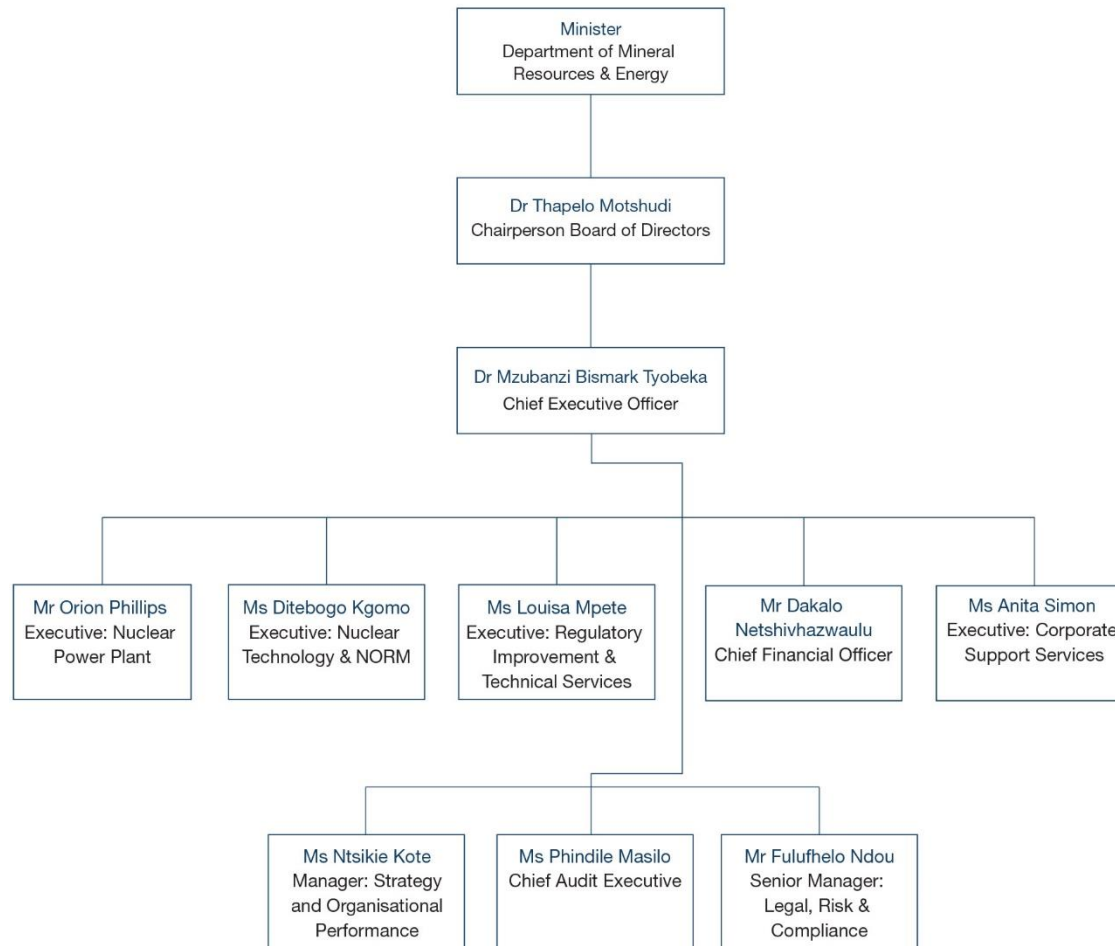 Minister
Department of Mineral
Resources & Energy
Dr Thapelo Motshudi
Chairperson Board of Directors
Dr Mzubanzi Bismark Tyobeka
Chief Executive Officer
Mr Orion Phillips
Executive: Nuclear
Power Plant
Ms Ditebogo Kgomo
Executive: Nuclear
Technology & NORM
Ms Louisa Mpete
Executive: Regulatory
Improvement &
Technical Services
Mr Dakalo
Netshivhazwaulu
Chief Financial Officer
Ms Anita Simon
Executive: Corporate
Support Services
Ms Ntsikie Kote
Manager: Strategy
and Organisational
Performance
Ms Phindile Masilo
Chief Audit Executive
Mr Fulufhelo Ndou
Senior Manager:
Legal, Risk &
Compliance